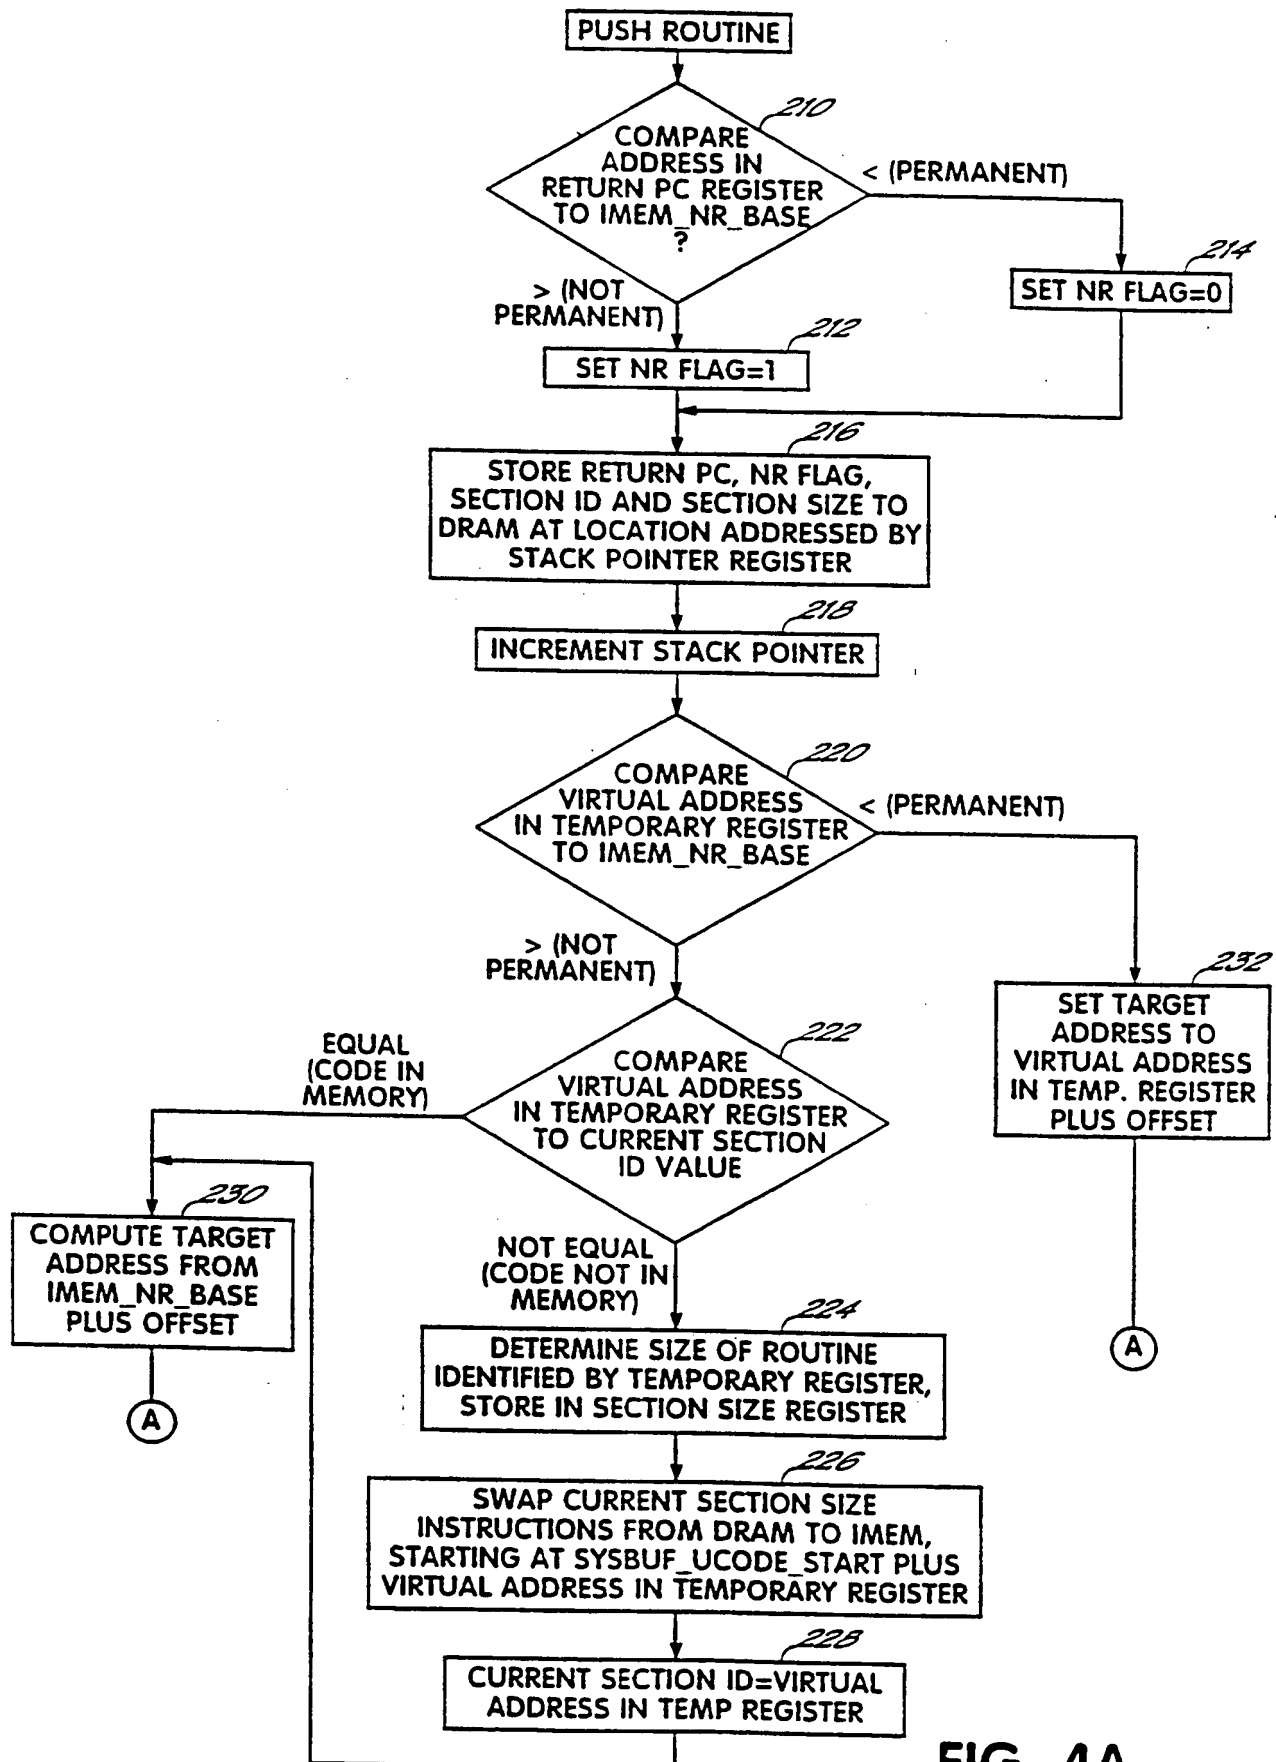 PUSH ROUTINE
210
COMPARE
ADDRESS IN
RETURN PC REGISTER
TO IMEM_NR_BASE
?
< (PERMANENT)
214
SET NR FLAG=0
> (NOT
PERMANENT)
212
SET NR FLAG=1
216
STORE RETURN PC, NR FLAG,
SECTION ID AND SECTION SIZE TO
DRAM AT LOCATION ADDRESSED BY
STACK POINTER REGISTER
218
INCREMENT STACK POINTER
220
COMPARE
VIRTUAL ADDRESS
IN TEMPORARY REGISTER
TO IMEM_NR_BASE
< (PERMANENT)
> (NOT
PERMANENT)
232
SET TARGET
ADDRESS TO
VIRTUAL ADDRESS
IN TEMP. REGISTER
PLUS OFFSET
A
222
COMPARE
VIRTUAL ADDRESS
IN TEMPORARY REGISTER
TO CURRENT SECTION
ID VALUE
EQUAL
(CODE IN
MEMORY)
230
COMPUTE TARGET
ADDRESS FROM
IMEM_NR_BASE
PLUS OFFSET
A
NOT EQUAL
(CODE NOT IN
MEMORY)
224
DETERMINE SIZE OF ROUTINE
IDENTIFIED BY TEMPORARY REGISTER,
STORE IN SECTION SIZE REGISTER
226
SWAP CURRENT SECTION SIZE
INSTRUCTIONS FROM DRAM TO IMEM,
STARTING AT SYSBUF_UCODE_START PLUS
VIRTUAL ADDRESS IN TEMPORARY REGISTER
228
CURRENT SECTION ID=VIRTUAL
ADDRESS IN TEMP REGISTER
FIG. 4A